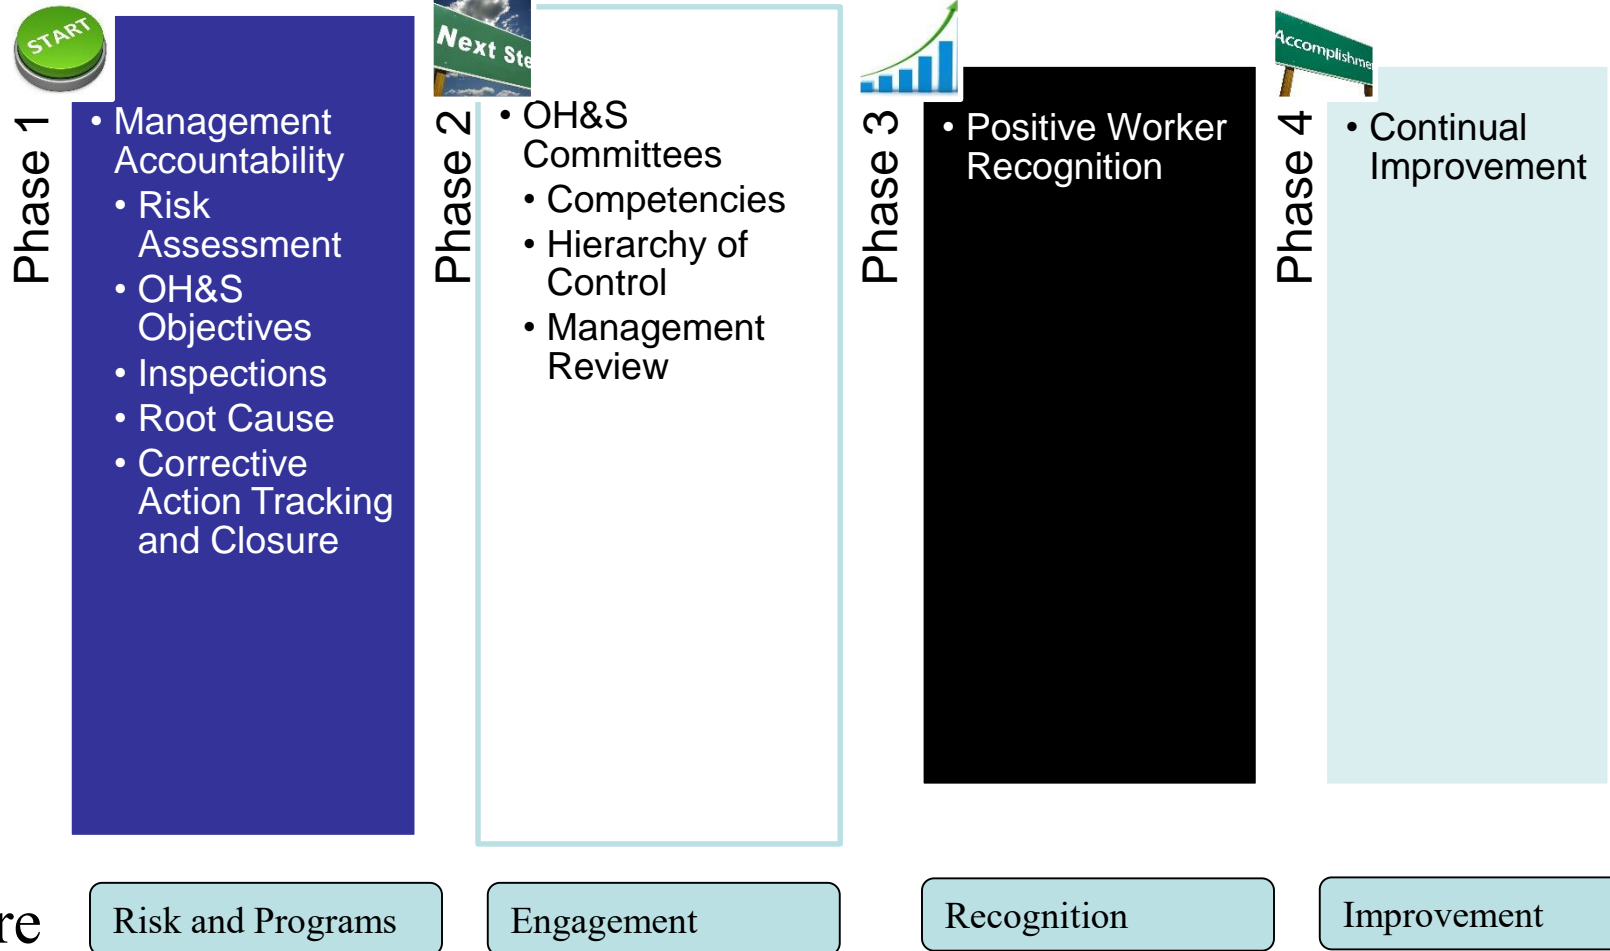 START
Phase 1
• Management
Accountability
• Risk
Assessment
• OH&S
Objectives
• Inspections
• Root Cause
• Corrective
Action Tracking
and Closure
Next Ste
Phase 2
• OH&S
Committees
• Competencies
• Hierarchy of
Control
• Management
Review
Phase 3
• Positive Worker
Recognition
Accomplishme
Phase 4
• Continual
Improvement
re
Risk and Programs
Engagement
Recognition
Improvement